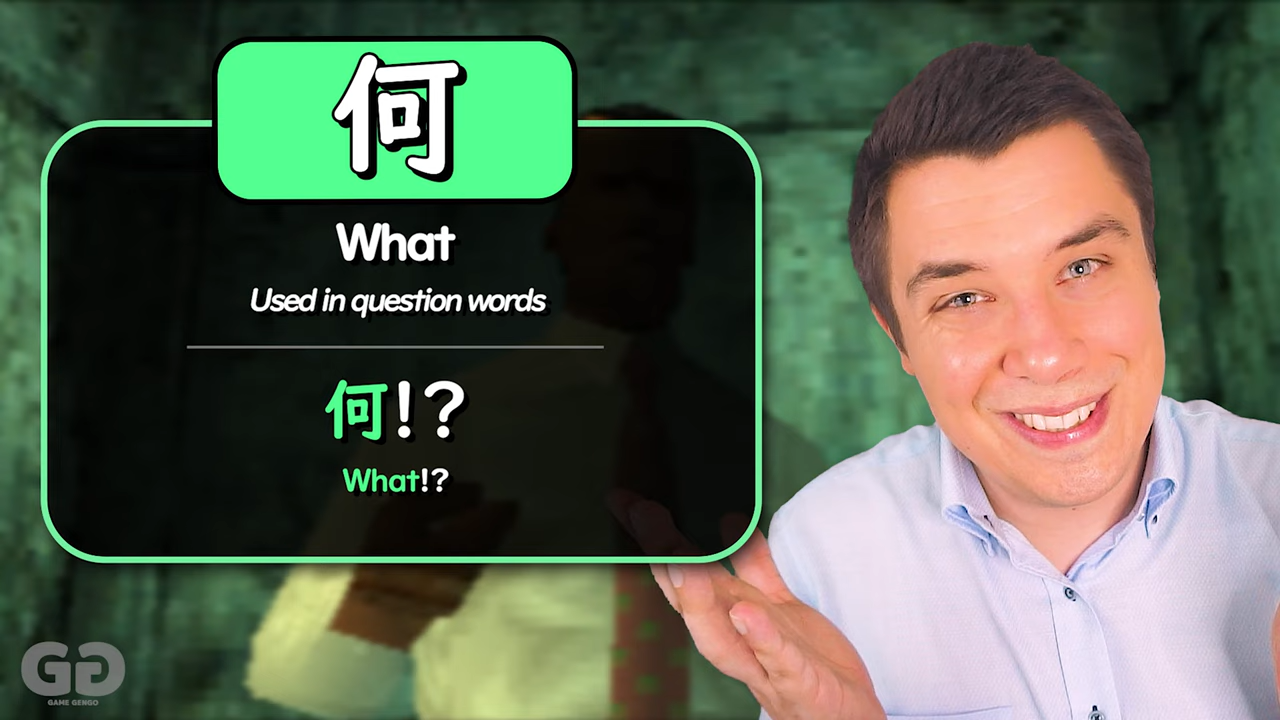 何
What
Used in question words
何!?
What!?
GG
GAME GENGO